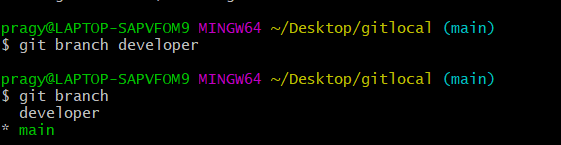 pragy@LAPTOP-SAPVFOM9 MINGW64 ~/Desktop/gitlocal (main)
$ git branch developer
pragy@LAPTOP-SAPVFOM9 MINGW64 ~/Desktop/gitlocal (main)
$ git branch
  developer
* main